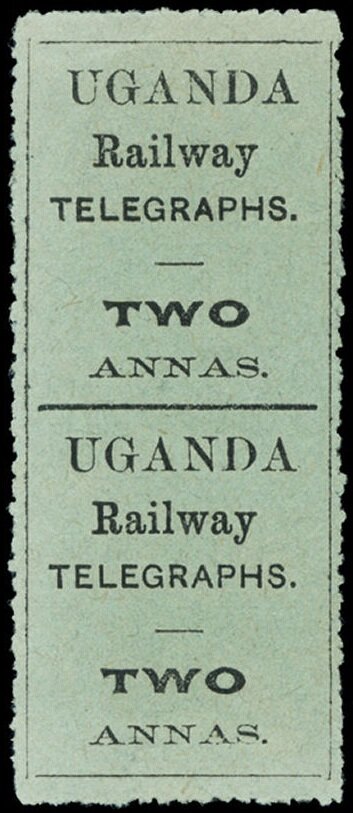 UGANDA
Railway
TELEGRAPHS.
TWO
ANNAS.
UGANDA
Railway
TELEGRAPHS.
TWO
ANNAS.